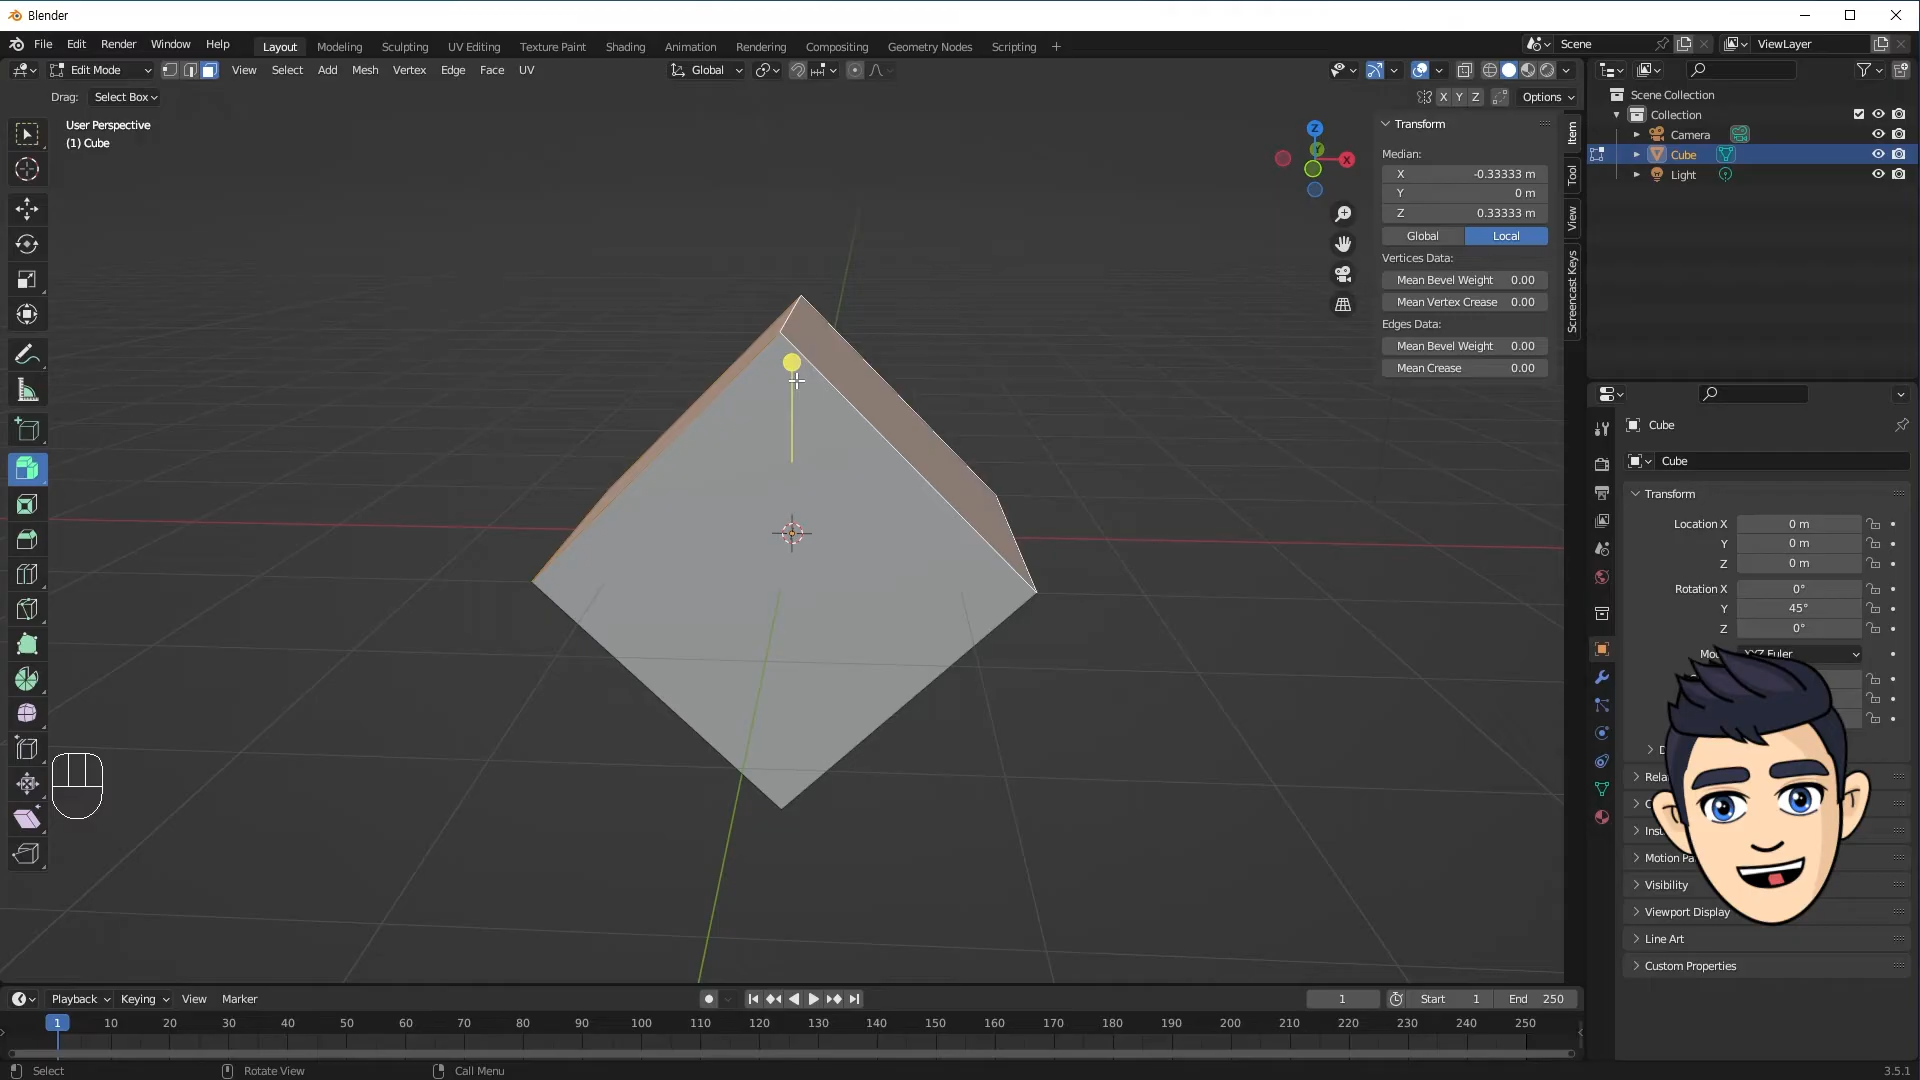 Blender
File Edit Render Window Help
Layout Modeling Sculpting UV Editing Texture Paint Shading Animation Rendering Compositing Geometry Nodes Scripting +
Scene
ViewLayer
Edit Mode View Select Add Mesh Vertex Edge Face UV
Global
Drag: Select Box
X Y Z Options
User Perspective
(1) Cube
Z
Y
X
Transform
Median:
X -0.33333 m
Y 0 m
Z 0.33333 m
Global Local
Vertices Data:
Mean Bevel Weight 0.00
Mean Vertex Crease 0.00
Edges Data:
Mean Bevel Weight 0.00
Mean Crease 0.00
Item
Tool
View
Screencast Keys
Scene Collection
Collection
Camera
Cube
Light
Cube
Cube
Transform
Location X 0 m
Y 0 m
Z 0 m
Rotation X 0°
Y 45°
Z 0°
XYZ Euler
Visibility
Viewport Display
Line Art
Custom Properties
Playback Keying View Marker
1 Start 1 End 250
1 10 20 30 40 50 60 70 80 90 100 110 120 130 140 150 160 170 180 190 200 210 220 230 240 250
Select Rotate View Call Menu 3.5.1